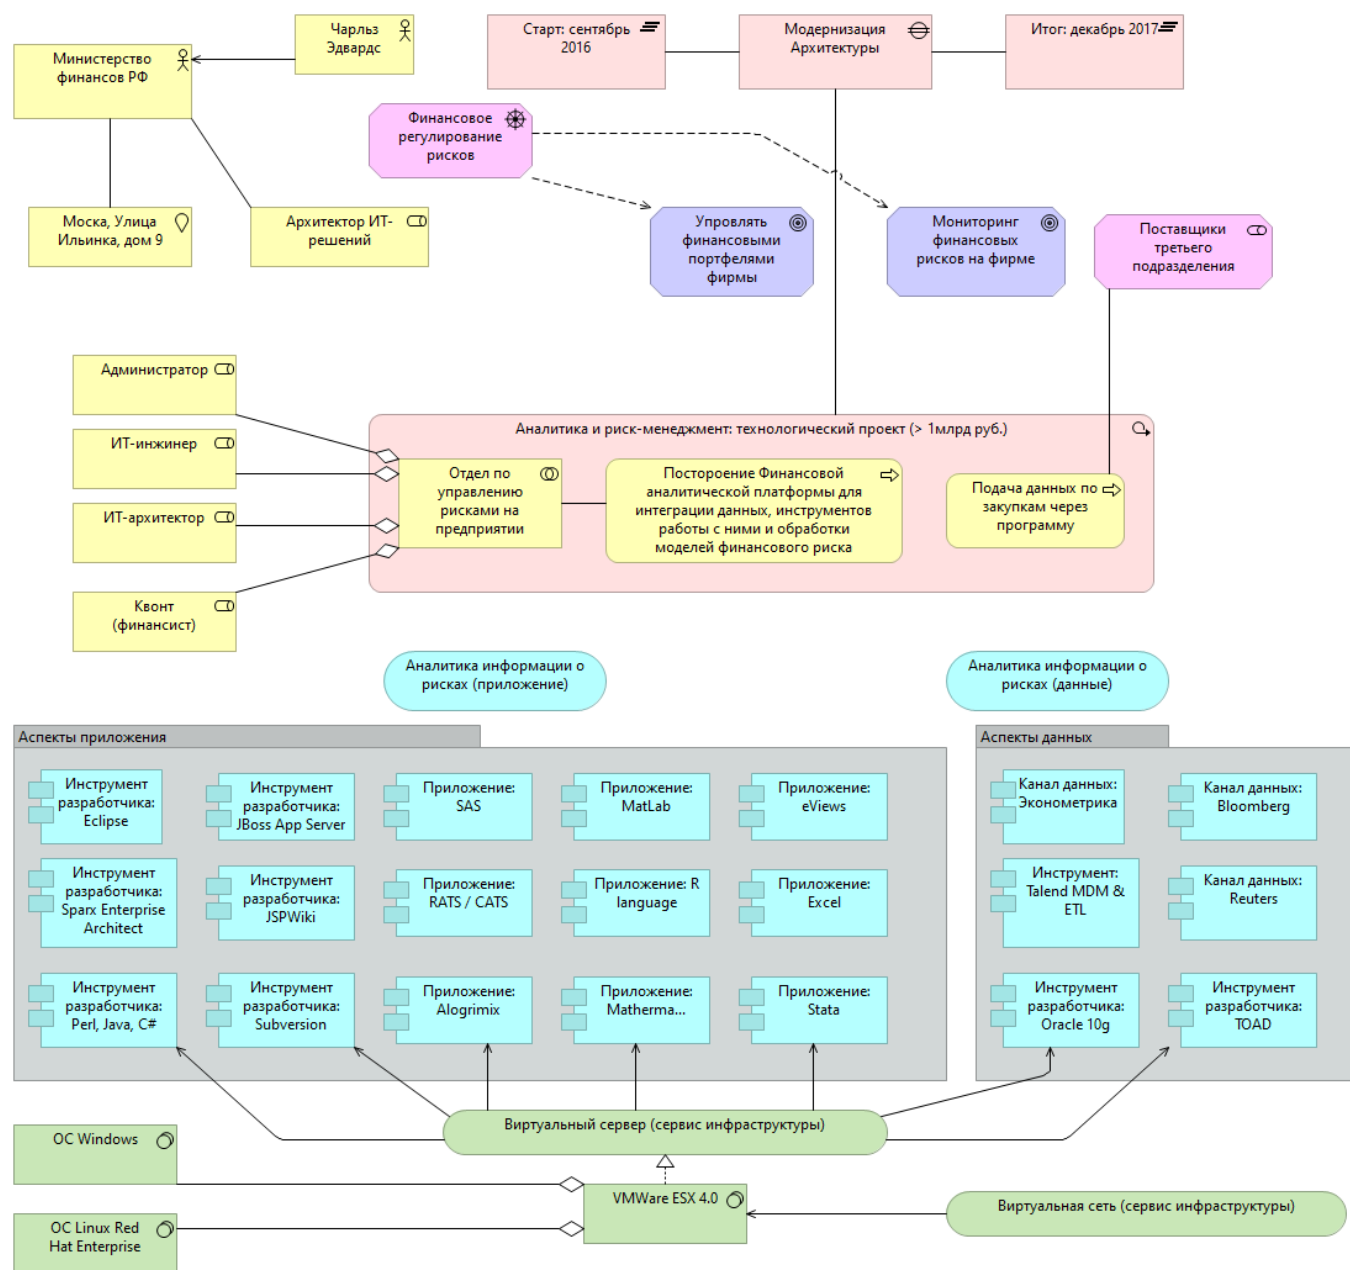 Чарльз
Эдвардс
Министерство
финансов РФ
Старт: сентябрь
2016
Модернизация
Архитектуры
Итог: декабрь 2017
Финансовое
регулирование
рисков
Моска, Улица
Ильинка, дом 9
Архитектор ИТ-
решений
Упровлять
финансовыми
портфелями
фирмы
Мониторинг
финансовых
рисков на фирме
Поставщики
третьего
подразделения
Администратор
ИТ-инжинер
ИТ-архитектор
Квонт
(финансист)
Аналитика и риск-менеджмент: технологический проект (> 1млрд руб.)
Отдел по
управлению
рисками на
предприятии
Постороение Финансовой
аналитической платформы для
интеграции данных, инструментов
работы с ними и обработки
моделей финансового риска
Подача данных по
закупкам через
программу
Аналитика информации о
рисках (приложение)
Аналитика информации о
рисках (данные)
Аспекты приложения
Инструмент
разработчика:
Eclipse
Инструмент
разработчика:
JBoss App Server
Приложение:
SAS
Приложение:
MatLab
Приложение:
eViews
Инструмент
разработчика:
Sparx Enterprise
Architect
Инструмент
разработчика:
JSPWiki
Приложение:
RATS / CATS
Приложение: R
language
Приложение:
Excel
Инструмент
разработчика:
Perl, Java, C#
Инструмент
разработчика:
Subversion
Приложение:
Alogrimix
Приложение:
Matherma...
Приложение:
Stata
Аспекты данных
Канал данных:
Эконометрика
Канал данных:
Bloomberg
Инструмент:
Talend MDM &
ETL
Канал данных:
Reuters
Инструмент
разработчика:
Oracle 10g
Инструмент
разработчика:
TOAD
Виртуальный сервер (сервис инфраструктуры)
ОС Windows
VMWare ESX 4.0
Виртуальная сеть (сервис инфраструктуры)
ОС Linux Red
Hat Enterprise